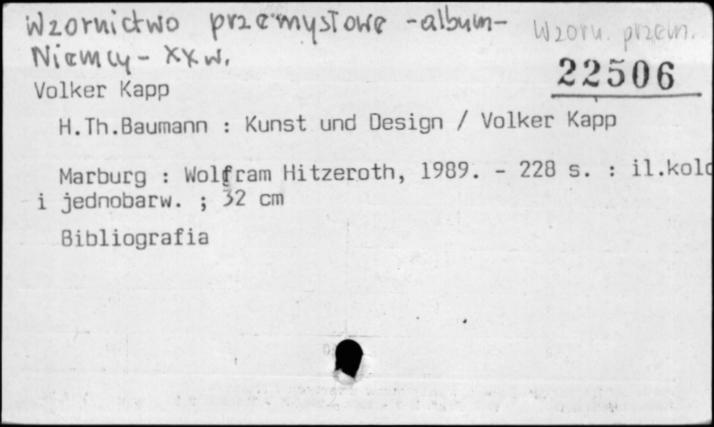 Wzornictwo przemysłowe -album-
Wzorn. przem.
Niemcy - XX w.
22506
Volker Kapp
H.Th.Baumann : Kunst und Design / Volker Kapp
Marburg : Wolfram Hitzeroth, 1989. - 228 s. : il.kolo
i jednobarw. ; 32 cm
Bibliografia